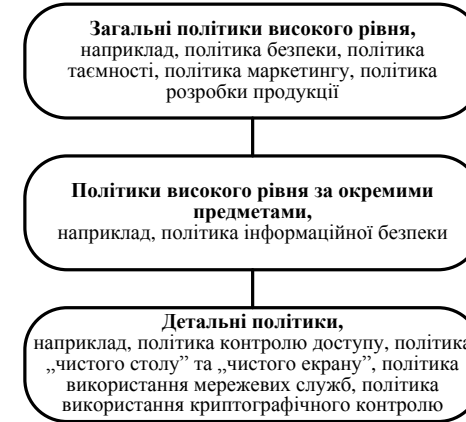 Загальні політики високого рівня,
наприклад, політика безпеки, політика
таємності, політика маркетингу, політика
розробки продукції
Політики високого рівня за окремими
предметами,
наприклад, політика інформаційної безпеки
Детальні політики,
наприклад, політика контролю доступу, політика
„чистого столу” та „чистого екрану”, політика
використання мережевих служб, політика
використання криптографічного контролю